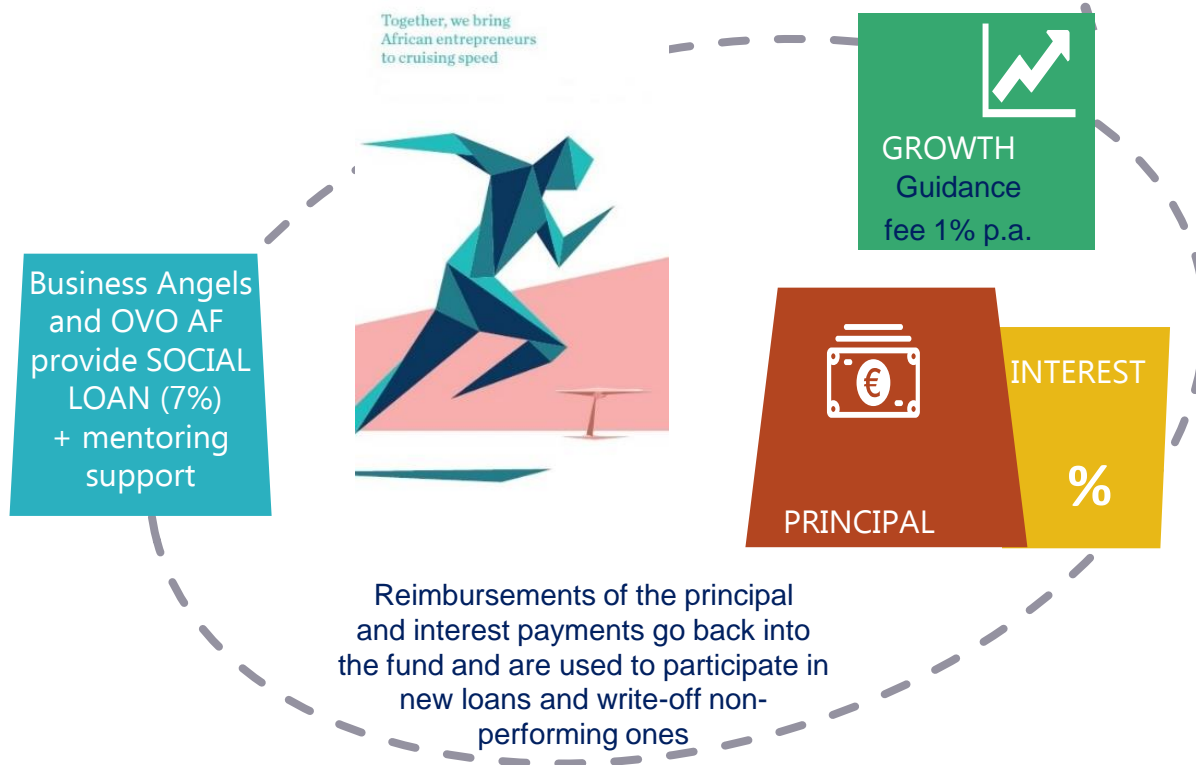 Together, we bring
African entrepreneurs
to cruising speed
GROWTH
Guidance
fee 1% p.a.
Business Angels
and OVO AF
provide SOCIAL
LOAN (7%)
+ mentoring
support
€
PRINCIPAL
INTEREST
%
Reimbursements of the principal
and interest payments go back into
the fund and are used to participate in
new loans and write-off non-
performing ones